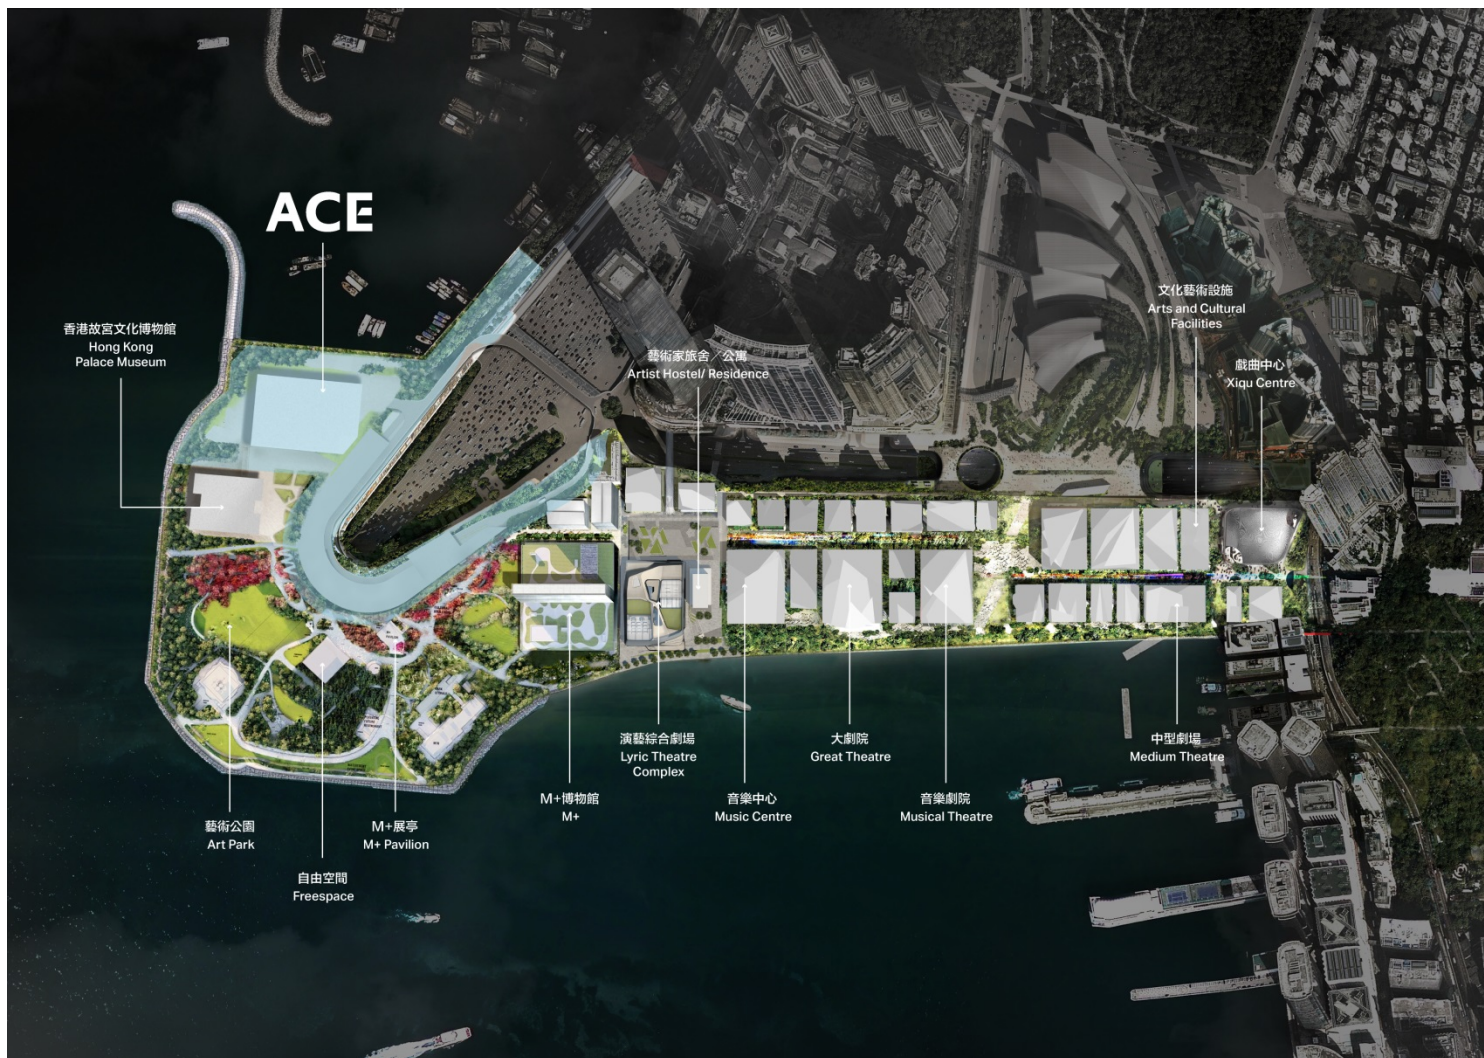 ACE
香港故宮文化博物館
Hong Kong
Palace Museum
文化藝術設施
Arts and Cultural
Facilities
藝術家旅舍／公寓
Artist Hostel/ Residence
戲曲中心
Xiqu Centre
演藝綜合劇場
Lyric Theatre
Complex
大劇院
Great Theatre
中型劇場
Medium Theatre
M+博物館
M+
音樂中心
Music Centre
音樂劇院
Musical Theatre
藝術公園
Art Park
M+展亭
M+ Pavilion
自由空間
Freespace